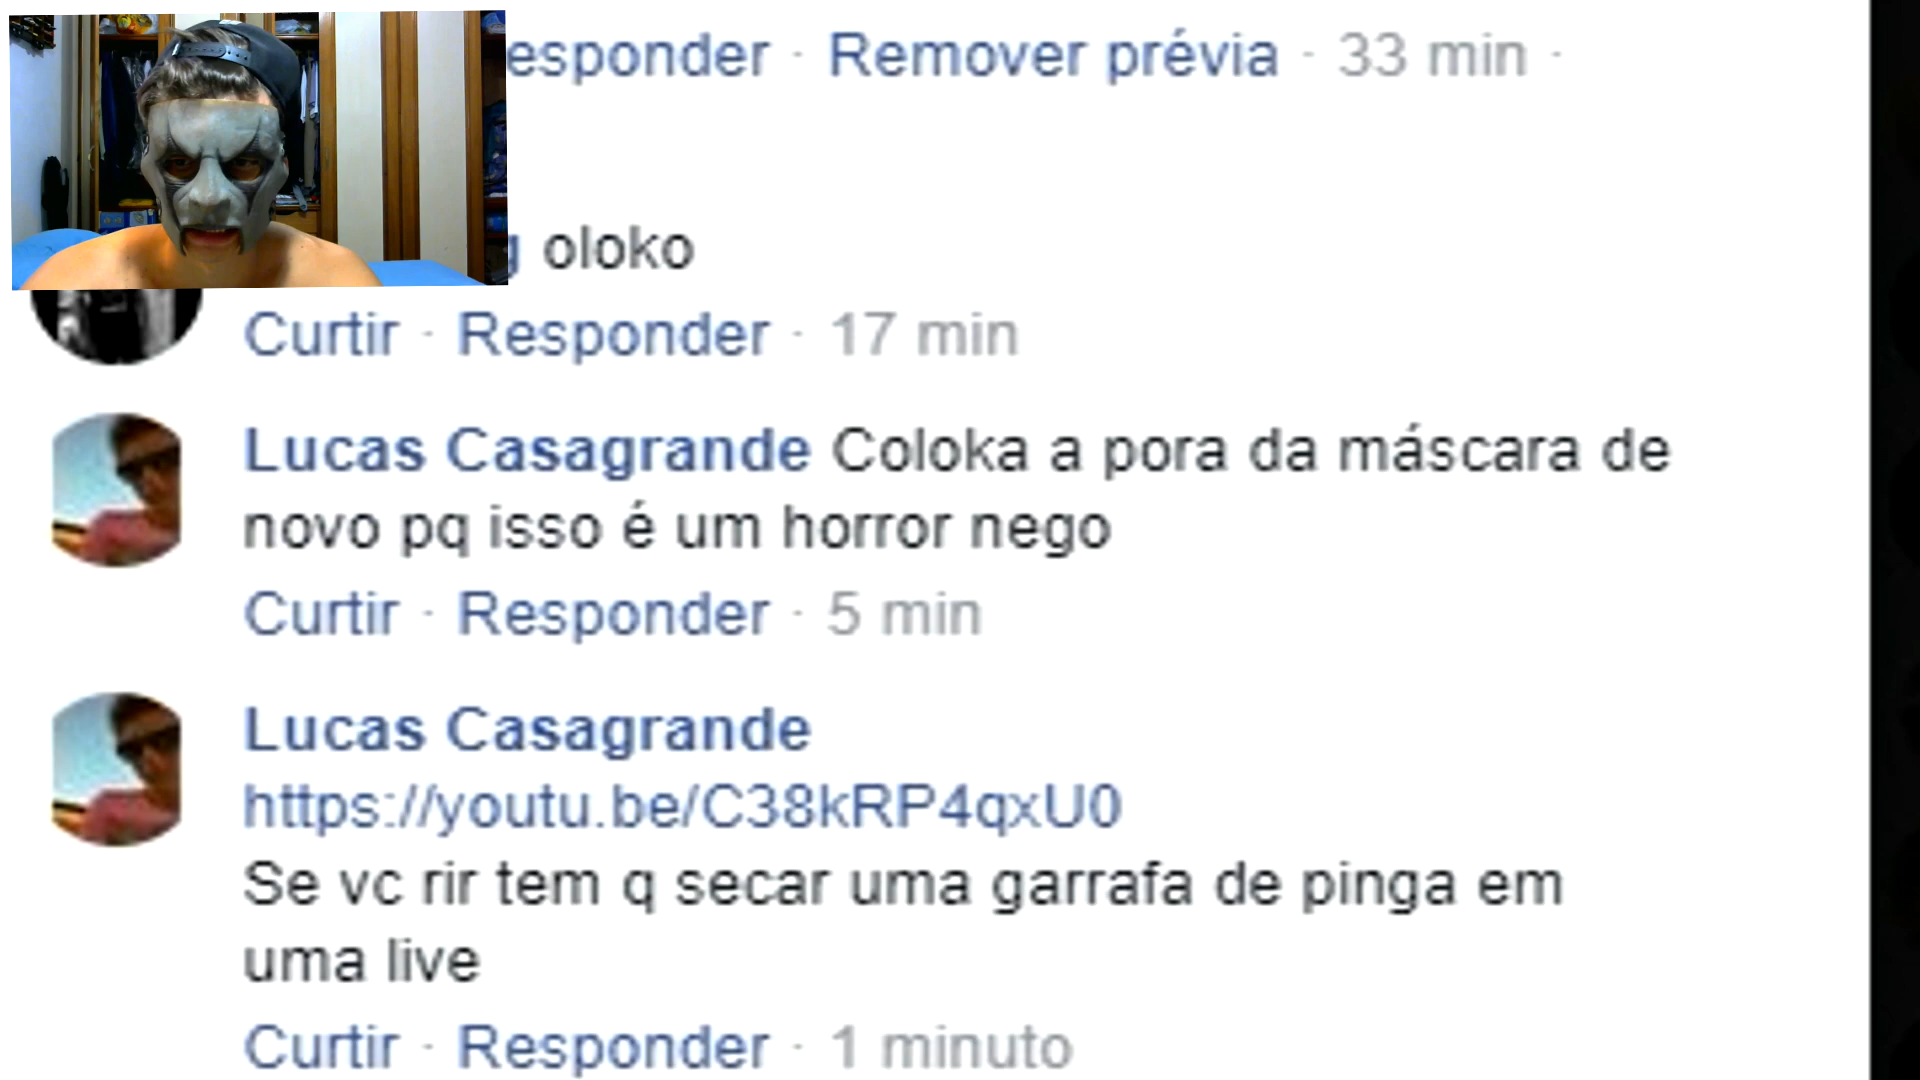 esponder · Remover prévia · 33 min ·
oloko
Curtir · Responder · 17 min
Lucas Casagrande Coloka a pora da máscara de
novo pq isso é um horror nego
Curtir · Responder · 5 min
Lucas Casagrande
https://youtu.be/C38kRP4qxU0
Se vc rir tem q secar uma garrafa de pinga em
uma live
Curtir · Responder · 1 minuto